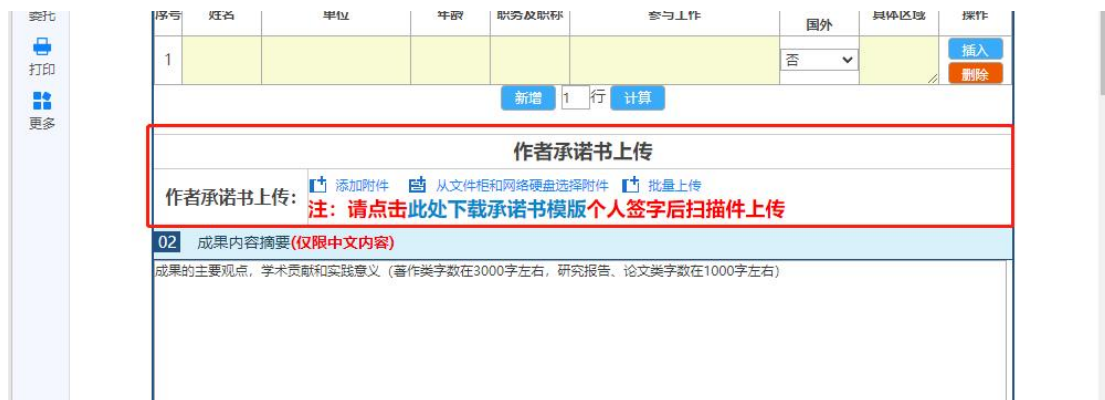 委托
打印
更多
序号 姓名 单位 年龄 职务及职称 参与工作 国外 具体区域 操作
1 否 插入
删除
新增 1 行 计算
作者承诺书上传
作者承诺书上传: 添加附件 从文件柜和网络硬盘选择附件 批量上传
注：请点击此处下载承诺书模版个人签字后扫描件上传
02 成果内容摘要(仅限中文内容)
成果的主要观点，学术贡献和实践意义（著作类字数在3000字左右，研究报告、论文类字数在1000字左右）